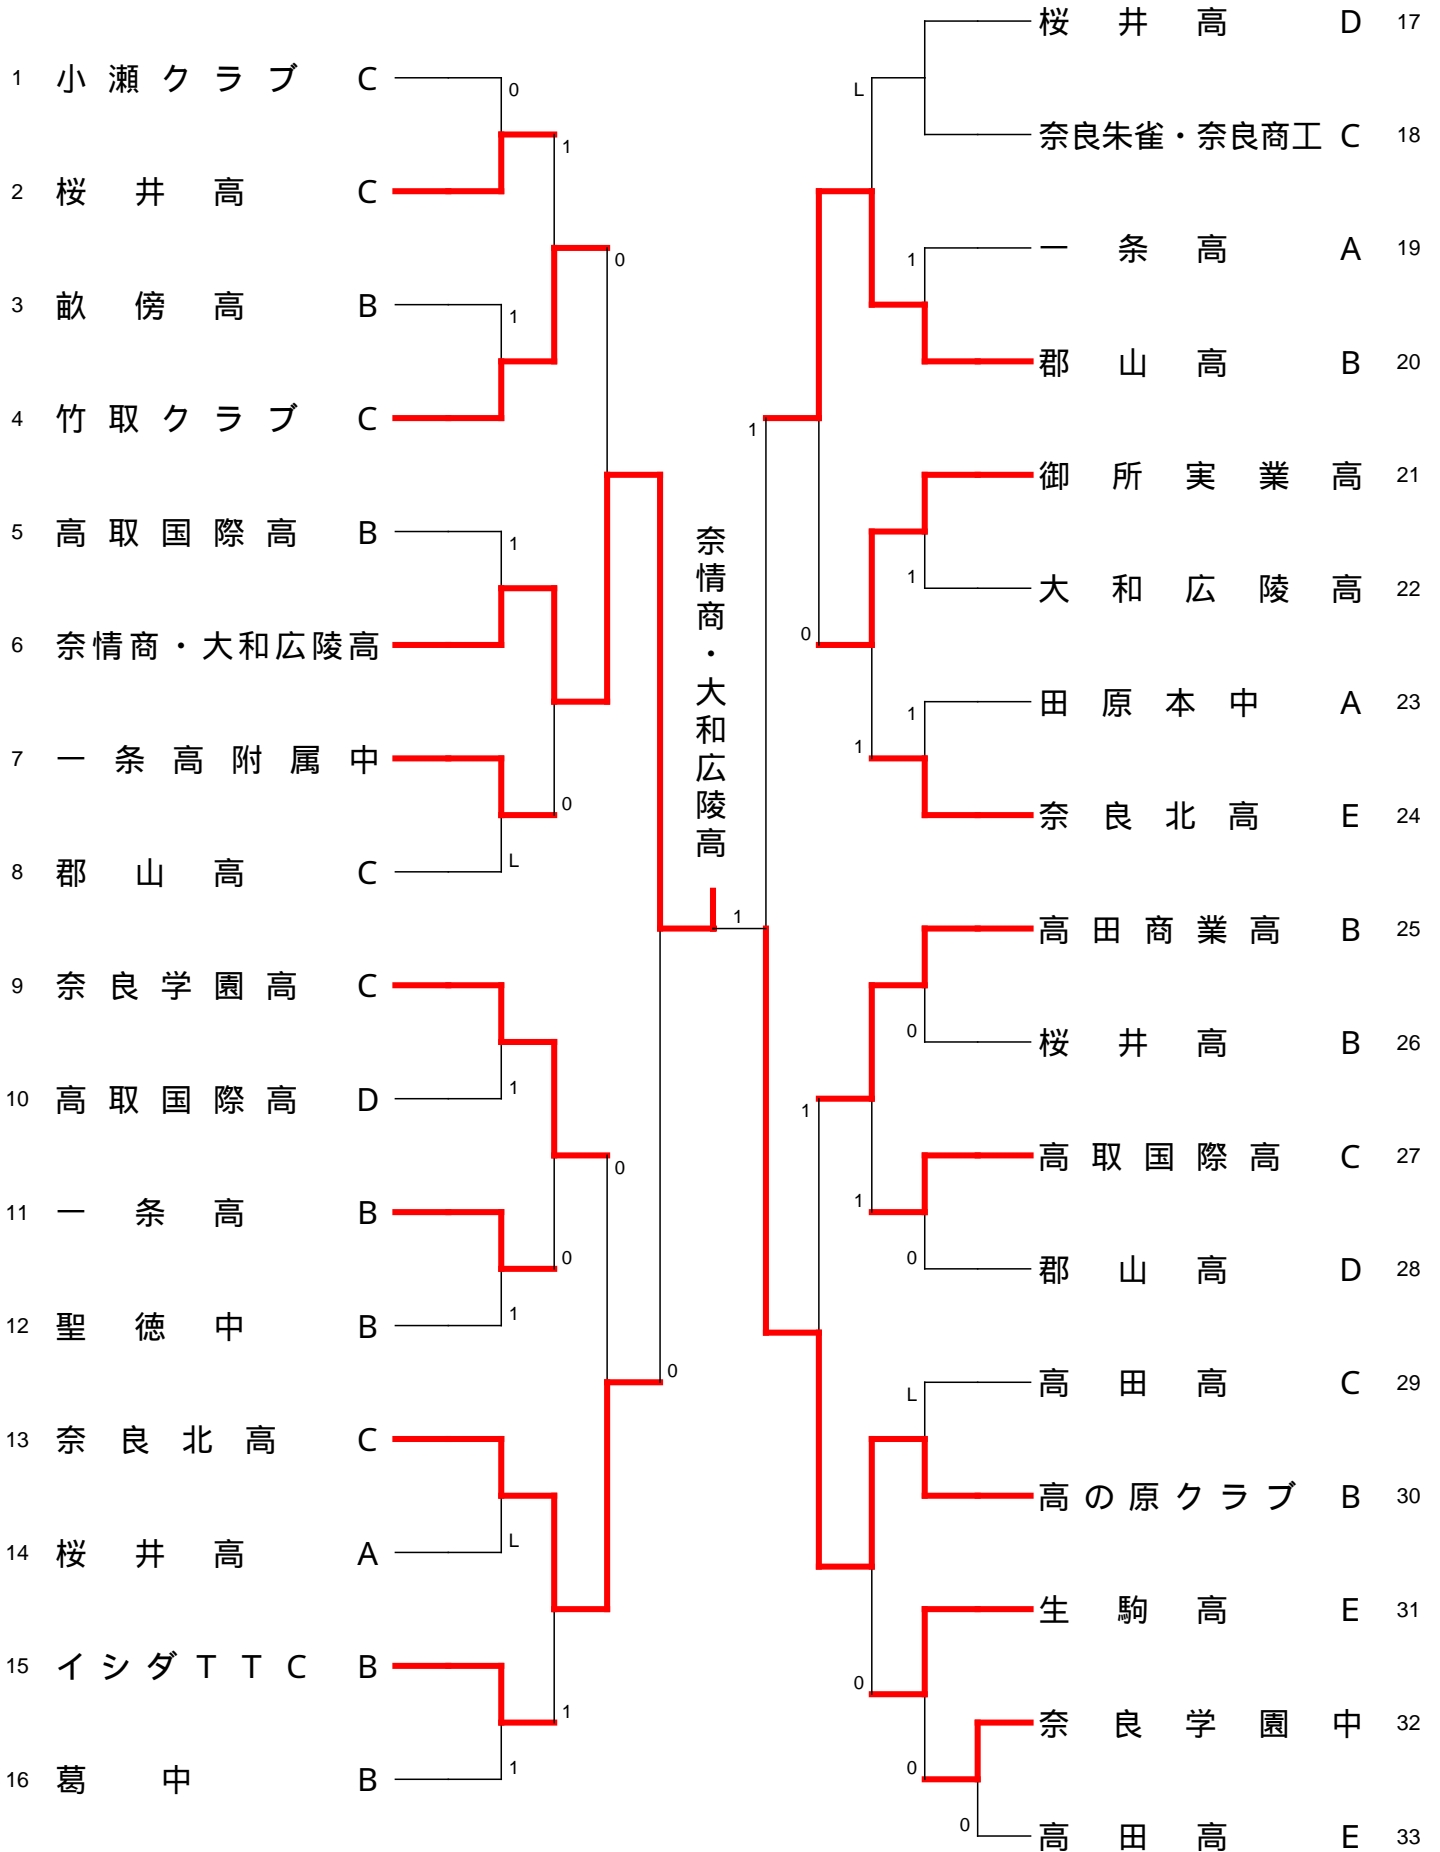 1 小瀬クラブ C
0
2 桜井高 C
1
3 畝傍高 B
1
0
4 竹取クラブ C
5 高取国際高 B
1
6 奈情商・大和広陵高
7 一条高附属中
0
8 郡山高 C
L
9 奈良学園高 C
10 高取国際高 D
1
0
11 一条高 B
0
12 聖徳中 B
1
0
13 奈良北高 C
14 桜井高 A
L
15 イシダTTC B
1
16 葛中 B
1
奈情商・大和広陵高
1
桜井高 D 17
L
奈良朱雀・奈良商工 C 18
一条高 A 19
1
郡山高 B 20
1
御所実業高 21
大和広陵高 22
1
0
田原本中 A 23
1
1
奈良北高 E 24
高田商業高 B 25
桜井高 B 26
0
1
高取国際高 C 27
1
郡山高 D 28
0
高田高 C 29
L
高の原クラブ B 30
生駒高 E 31
0
奈良学園中 32
0
高田高 E 33
0